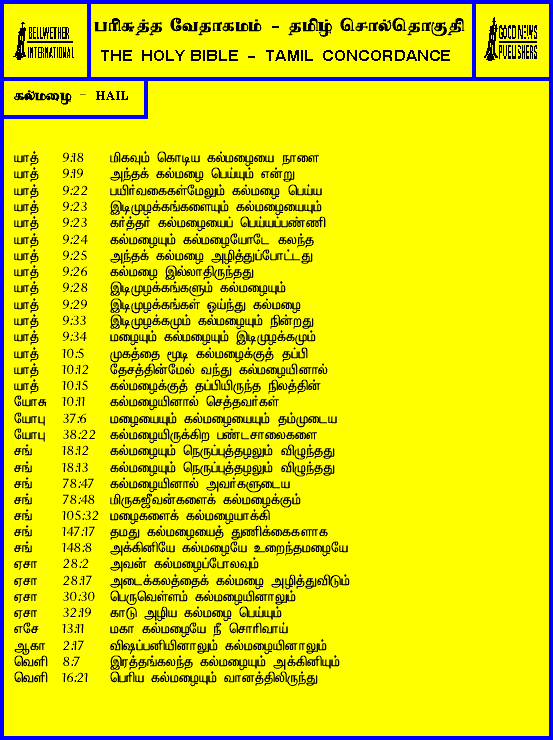 BELLWETHER
INTERNATIONAL
பரிசுத்த வேதாகமம் - தமிழ் சொல்தொகுதி
THE HOLY BIBLE - TAMIL CONCORDANCE
GOOD NEWS
PUBLISHERS
கல்மழை - HAIL
யாத் 9:18 மிகவும் கொடிய கல்மழையை நாளை
யாத் 9:19 அந்தக் கல்மழை பெய்யும் என்று
யாத் 9:22 பயிர்வகைகள்மேலும் கல்மழை பெய்ய
யாத் 9:23 இடிமுழக்கங்களையும் கல்மழையையும்
யாத் 9:23 கர்த்தர் கல்மழையைப் பெய்யப்பண்ணி
யாத் 9:24 கல்மழையும் கல்மழையோடே கலந்த
யாத் 9:25 அந்தக் கல்மழை அழித்துப்போட்டது
யாத் 9:26 கல்மழை இல்லாதிருந்தது
யாத் 9:28 இடிமுழக்கங்களும் கல்மழையும்
யாத் 9:29 இடிமுழக்கங்கள் ஓய்ந்து கல்மழை
யாத் 9:33 இடிமுழக்கமும் கல்மழையும் நின்றது
யாத் 9:34 மழையும் கல்மழையும் இடிமுழக்கமும்
யாத் 10:5 முகத்தை மூடி கல்மழைக்குத் தப்பி
யாத் 10:12 தேசத்தின்மேல் வந்து கல்மழையினால்
யாத் 10:15 கல்மழைக்குத் தப்பியிருந்த நிலத்தின்
யோசு 10:11 கல்மழையினால் செத்தவர்கள்
யோபு 37:6 மழையையும் கல்மழையையும் தம்முடைய
யோபு 38:22 கல்மழையிருக்கிற பண்டசாலைகளை
சங் 18:12 கல்மழையும் நெருப்புத்தழலும் விழுந்தது
சங் 18:13 கல்மழையும் நெருப்புத்தழலும் விழுந்தது
சங் 78:47 கல்மழையினால் அவர்களுடைய
சங் 78:48 மிருகஜீவன்களைக் கல்மழைக்கும்
சங் 105:32 மழைகளைக் கல்மழையாக்கி
சங் 147:17 தமது கல்மழையைத் துணிக்கைகளாக
சங் 148:8 அக்கினியே கல்மழையே உறைந்தமழையே
ஏசா 28:2 அவன் கல்மழைப்போலவும்
ஏசா 28:17 அடைக்கலத்தைக் கல்மழை அழித்துவிடும்
ஏசா 30:30 பெருவெள்ளம் கல்மழையினாலும்
ஏசா 32:19 காடு அழிய கல்மழை பெய்யும்
எசே 13:11 மகா கல்மழையே நீ சொரிவாய்
ஆகா 2:17 விஷப்பனியினாலும் கல்மழையினாலும்
வெளி 8:7 இரத்தங்கலந்த கல்மழையும் அக்கினியும்
வெளி 16:21 பெரிய கல்மழையும் வானத்திலிருந்து